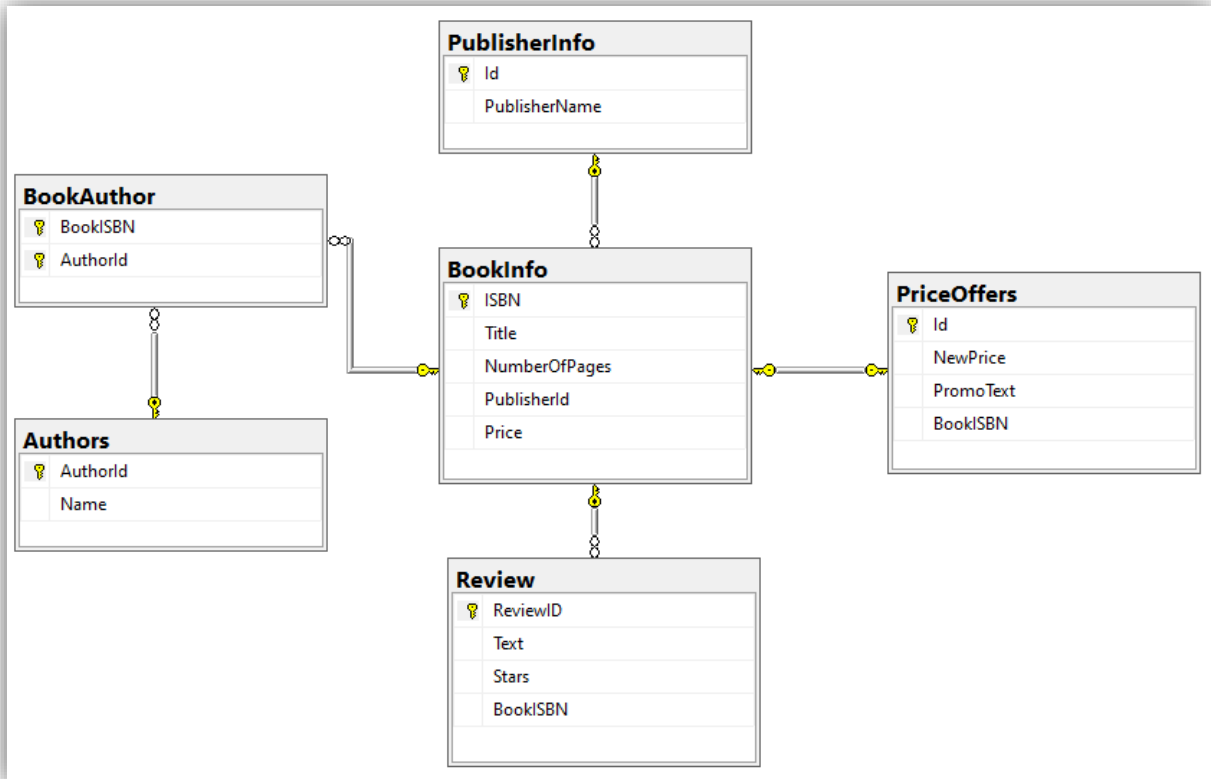 PublisherInfo
Id
PublisherName
BookAuthor
BookISBN
AuthorId
BookInfo
ISBN
Title
NumberOfPages
PublisherId
Price
PriceOffers
Id
NewPrice
PromoText
BookISBN
Authors
AuthorId
Name
Review
ReviewID
Text
Stars
BookISBN